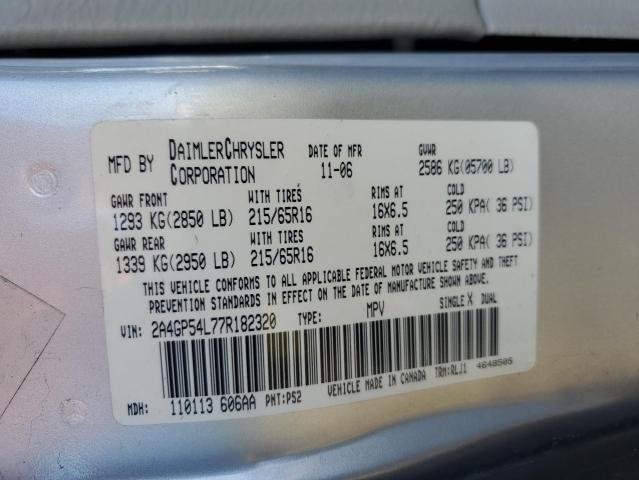 MFD BY DAIMLERCHRYSLER CORPORATION DATE OF MFR 11-06 GVWR 2586 KG(05700 LB)
GAWR FRONT WITH TIRES RIMS AT COLD
1293 KG(2850 LB) 215/65R16 16X6.5 250 KPA( 36 PSI)
GAWR REAR WITH TIRES RIMS AT COLD
1339 KG(2950 LB) 215/65R16 16X6.5 250 KPA( 36 PSI)
THIS VEHICLE CONFORMS TO ALL APPLICABLE FEDERAL MOTOR VEHICLE SAFETY AND THEFT
PREVENTION STANDARDS IN EFFECT ON THE DATE OF MANUFACTURE SHOWN ABOVE.
VIN: 2A4GP54L77R182320 TYPE: MPV SINGLE X DUAL
MDH: 110113 606AA PNT:PS2 VEHICLE MADE IN CANADA TRM:RLJ1 4648505